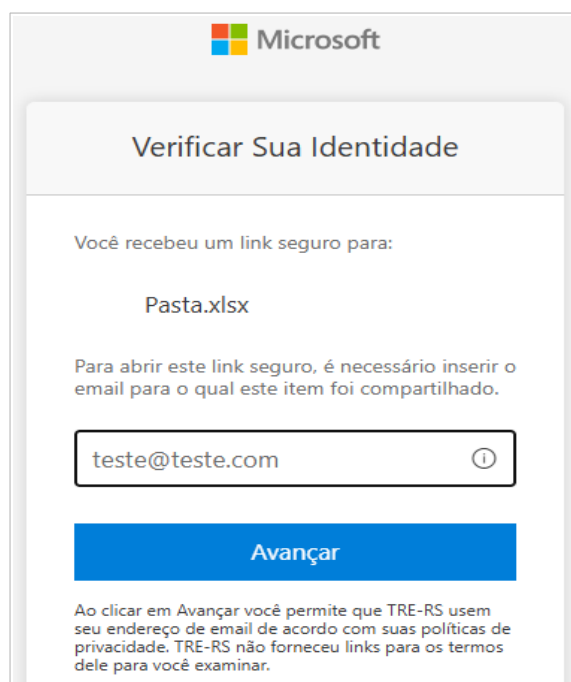 Microsoft
Verificar Sua Identidade
Você recebeu um link seguro para:
Pasta.xlsx
Para abrir este link seguro, é necessário inserir o
email para o qual este item foi compartilhado.
teste@teste.com
Avançar
Ao clicar em Avançar você permite que TRE-RS usem
seu endereço de email de acordo com suas políticas de
privacidade. TRE-RS não forneceu links para os termos
dele para você examinar.